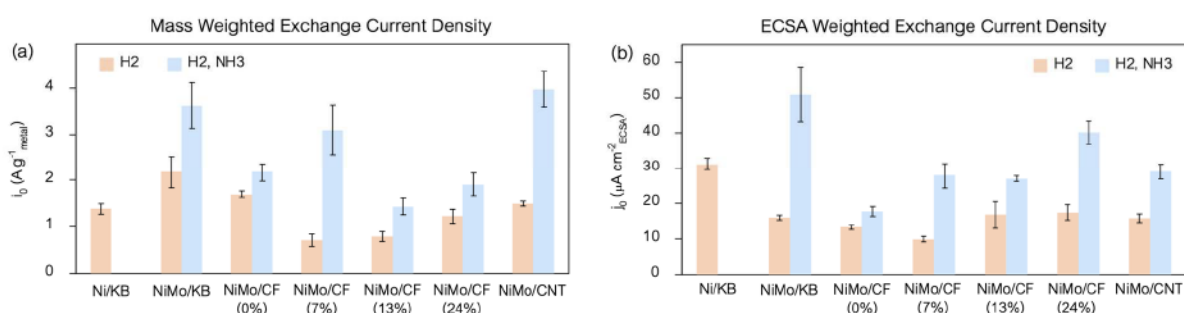 Mass Weighted Exchange Current Density
(a)
H2
H2, NH3
i₀ (Ag⁻¹metal)
4
3
2
1
0
Ni/KB NiMo/KB NiMo/CF NiMo/CF NiMo/CF NiMo/CF NiMo/CNT
(0%) (7%) (13%) (24%)
ECSA Weighted Exchange Current Density
(b)
H2
H2, NH3
j₀ (μA cm⁻²ECSA)
60
50
40
30
20
10
0
Ni/KB NiMo/KB NiMo/CF NiMo/CF NiMo/CF NiMo/CF NiMo/CNT
(0%) (7%) (13%) (24%)